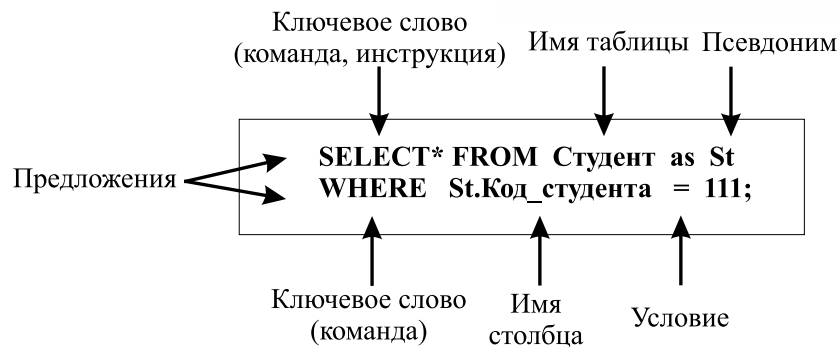 Ключевое слово
(команда, инструкция)
Имя таблицы
Псевдоним
Предложения
SELECT* FROM Студент as St
WHERE St.Код_студента = 111;
Ключевое слово
(команда)
Имя
столбца
Условие